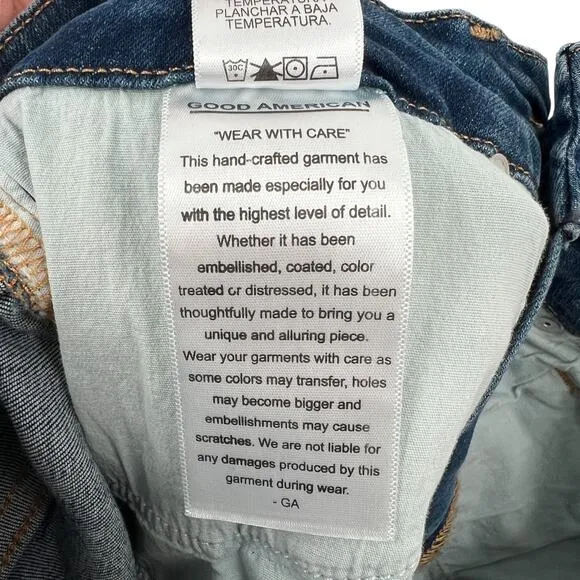 TEMPERATURA
PLANCHAR A BAJA
TEMPERATURA.
30C
GOOD AMERICAN
"WEAR WITH CARE"
This hand-crafted garment has
been made especially for you
with the highest level of detail.
Whether it has been
embellished, coated, color
treated or distressed, it has been
thoughtfully made to bring you a
unique and alluring piece.
Wear your garments with care as
some colors may transfer, holes
may become bigger and
embellishments may cause
scratches. We are not liable for
any damages produced by this
garment during wear.
- GA